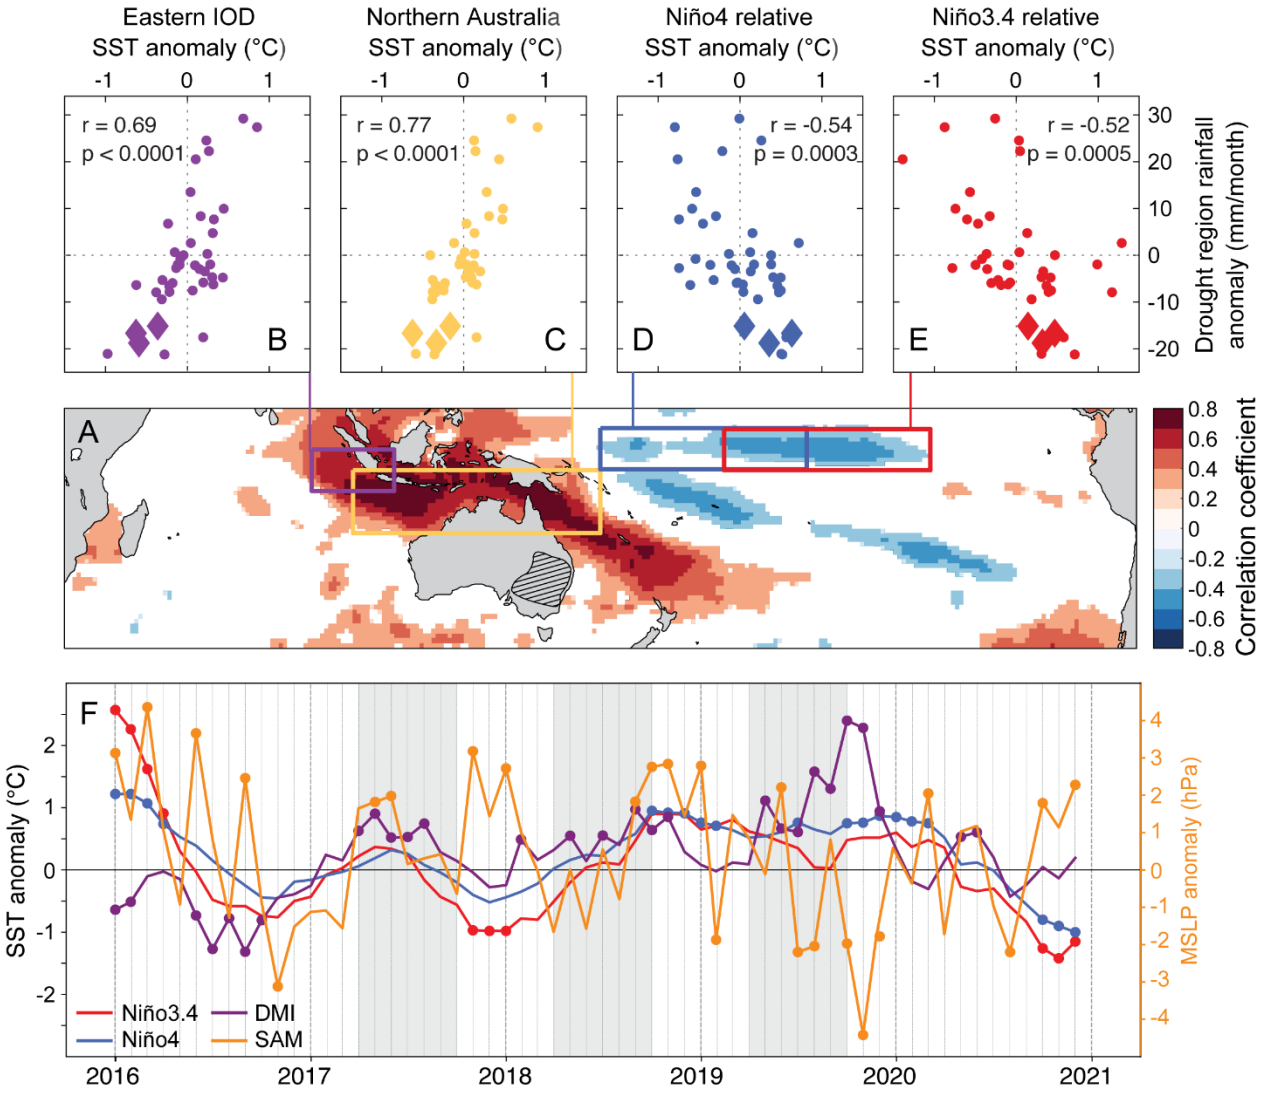 Eastern IOD
SST anomaly (°C)
Northern Australia
SST anomaly (°C)
Niño4 relative
SST anomaly (°C)
Niño3.4 relative
SST anomaly (°C)
-1 0 1
-1 0 1
-1 0 1
-1 0 1
r = 0.69
p < 0.0001
B
r = 0.77
p < 0.0001
C
r = -0.54
p = 0.0003
D
r = -0.52
p = 0.0005
E
30
20
10
0
-10
-20
Drought region rainfall
anomaly (mm/month)
A
0.8
0.6
0.4
0.2
0
-0.2
-0.4
-0.6
-0.8
Correlation coefficient
F
SST anomaly (°C)
2
1
0
-1
-2
4
3
2
1
0
-1
-2
-3
-4
MSLP anomaly (hPa)
Niño3.4
DMI
Niño4
SAM
2016 2017 2018 2019 2020 2021